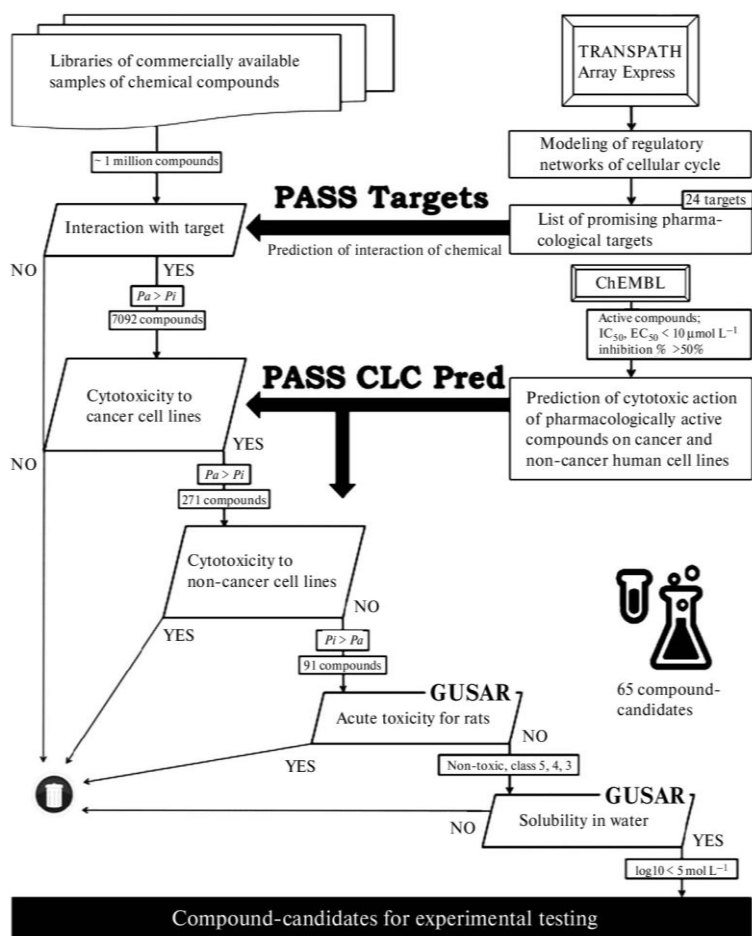 Libraries of commercially available
samples of chemical compounds
~ 1 million compounds
TRANSPATH
Array Express
Modeling of regulatory
networks of cellular cycle
24 targets
List of promising pharma-
cological targets
PASS Targets
Prediction of interaction of chemical
Interaction with target
NO
YES
Pa > Pi
7092 compounds
ChEMBL
Active compounds;
IC₅₀, EC₅₀ < 10 μmol L⁻¹
inhibition % >50%
PASS CLC Pred
Prediction of cytotoxic action
of pharmacologically active
compounds on cancer and
non-cancer human cell lines
Cytotoxicity to
cancer cell lines
NO
YES
Pa > Pi
271 compounds
Cytotoxicity to
non-cancer cell lines
YES
NO
Pi > Pa
91 compounds
65 compound-
candidates
GUSAR
Acute toxicity for rats
YES
NO
Non-toxic, class 5, 4, 3
GUSAR
Solubility in water
NO
YES
log10 < 5 mol L⁻¹
Compound-candidates for experimental testing